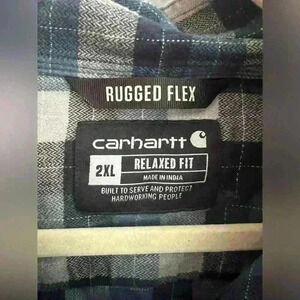 RUGGED FLEX
carhartt
2XL RELAXED FIT
MADE IN INDIA
BUILT TO SERVE AND PROTECT
HARDWORKING PEOPLE